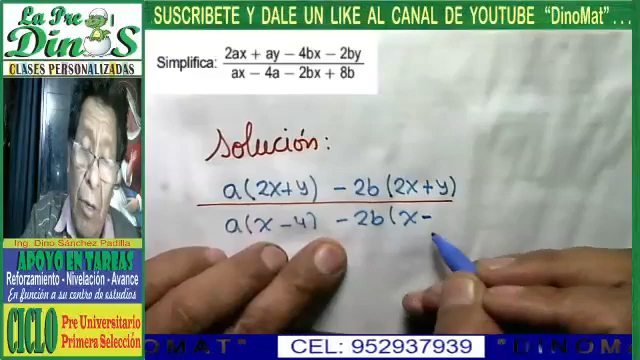 SUSCRIBETE Y DALE UN LIKE AL CANAL DE YOUTUBE "DinoMat"...
La Pre
DinoS
CLASES PERSONALIZADAS
Simplifica: (2ax + ay − 4bx − 2by)/(ax − 4a − 2bx + 8b)
Solución:
a(2x+y) − 2b(2x+y)
a(x−4) − 2b(x−
Ing. Dino Sánchez Padilla
APOYO EN TAREAS
Reforzamiento - Nivelación - Avance
En función a su centro de estudios
CICLO Pre Universitario
Primera Selección
OMAT" CEL: 952937939 "DINOM